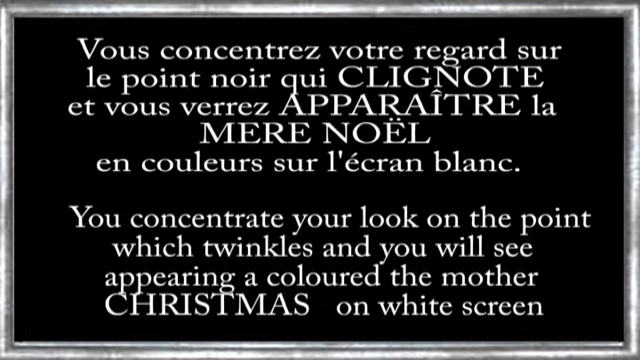 Vous concentrez votre regard sur
le point noir qui CLIGNOTE
et vous verrez APPARAÎTRE la
MERE NOËL
en couleurs sur l'écran blanc.
You concentrate your look on the point
which twinkles and you will see
appearing a coloured the mother
CHRISTMAS on white screen